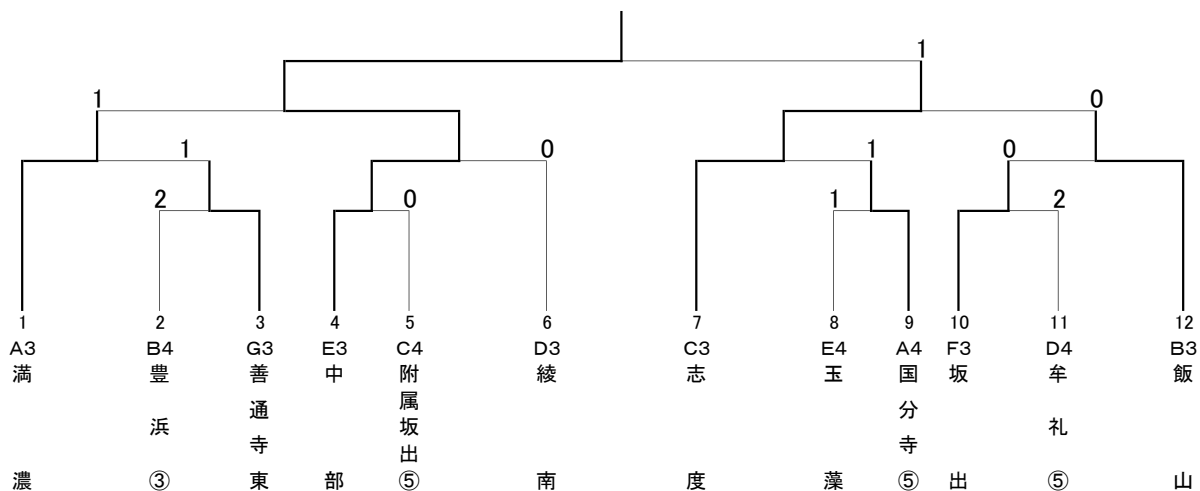 1
1 0
1 0 1 0
2 0 1 2
1 2 3 4 5 6 7 8 9 10 11 12
A3 B4 G3 E3 C4 D3 C3 E4 A4 F3 D4 B3
満濃
豊浜③
善通寺東
中部
附属坂出⑤
綾南
志度
玉藻
国分寺⑤
坂出
牟礼⑤
飯山